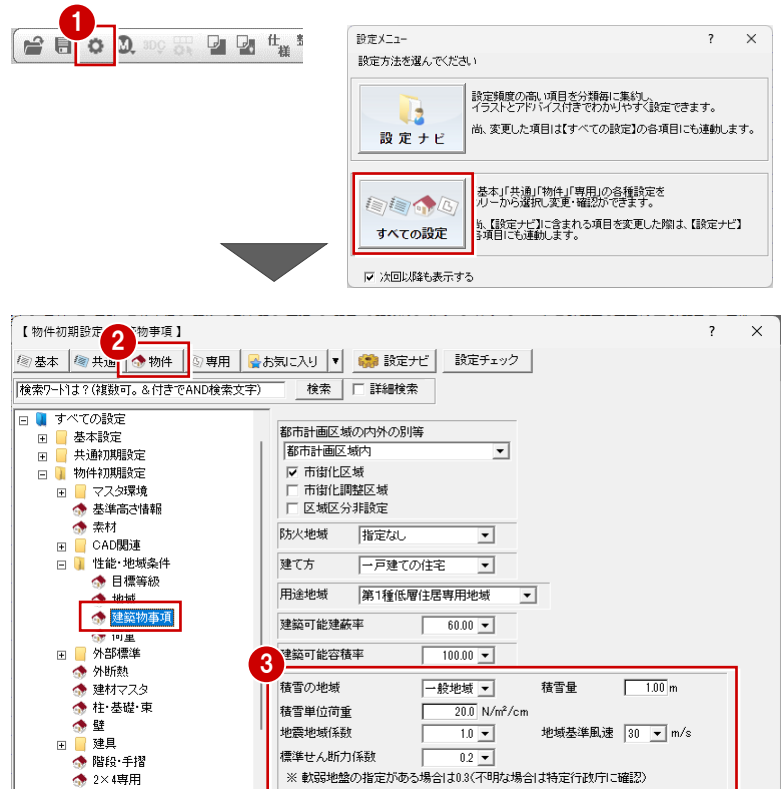 1
3DC
仕様
設定メニュー
? ×
設定方法を選んでください
設定ナビ
設定頻度の高い項目を分類毎に集約し、
イラストとアドバイス付きでわかりやすく設定できます。
尚、変更した項目は【すべての設定】の各項目にも連動します。
すべての設定
基本」「共通」「物件」「専用」の各種設定を
ツリーから選択し変更・確認ができます。
尚、【設定ナビ】に含まれる項目を変更した際は、【設定ナビ】
各項目にも連動します。
次回以降も表示する
【 物件初期設定 物事項 】
? ×
2
基本 共通 物件 専用 お気に入り 設定ナビ 設定チェック
検索ワードは?(複数可。&付きでAND検索文字) 検索 詳細検索
すべての設定
基本設定
共通初期設定
物件初期設定
マスタ環境
基準高さ情報
素材
CAD関連
性能・地域条件
目標等級
地域
建築物事項
荷重
外部標準
外断熱
建材マスタ
柱・基礎・束
壁
建具
階段・手摺
2×4専用
都市計画区域の内外の別等
都市計画区域内
市街化区域
市街化調整区域
区域区分非設定
防火地域 指定なし
建て方 一戸建ての住宅
用途地域 第1種低層住居専用地域
建築可能建蔽率 60.00
建築可能容積率 100.00
3
積雪の地域 一般地域 積雪量 1.00 m
積雪単位荷重 20.0 N/m²/cm
地震地域係数 1.0 地域基準風速 30 m/s
標準せん断力係数 0.2
※ 軟弱地盤の指定がある場合は0.3(不明な場合は特定行政庁に確認)